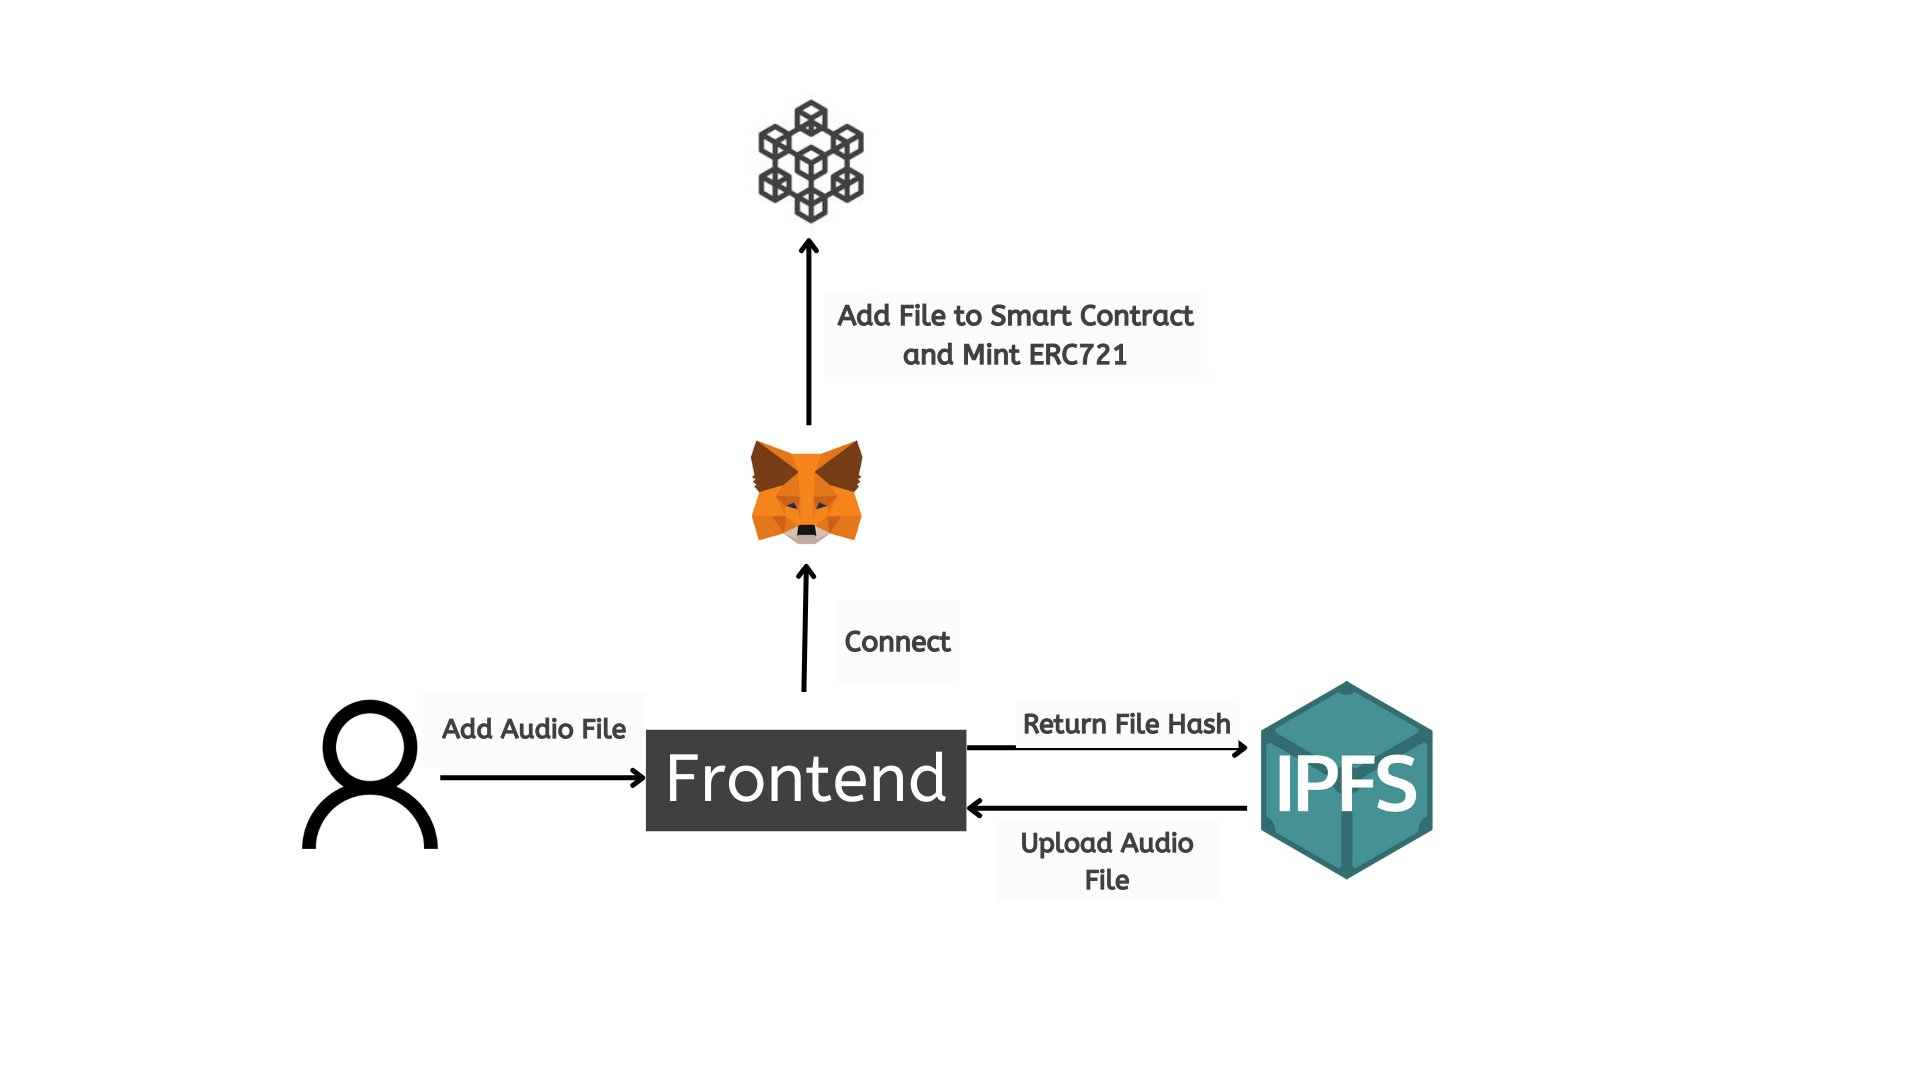 Add File to Smart Contract
and Mint ERC721
Connect
Add Audio File
Frontend
Return File Hash
IPFS
Upload Audio
File